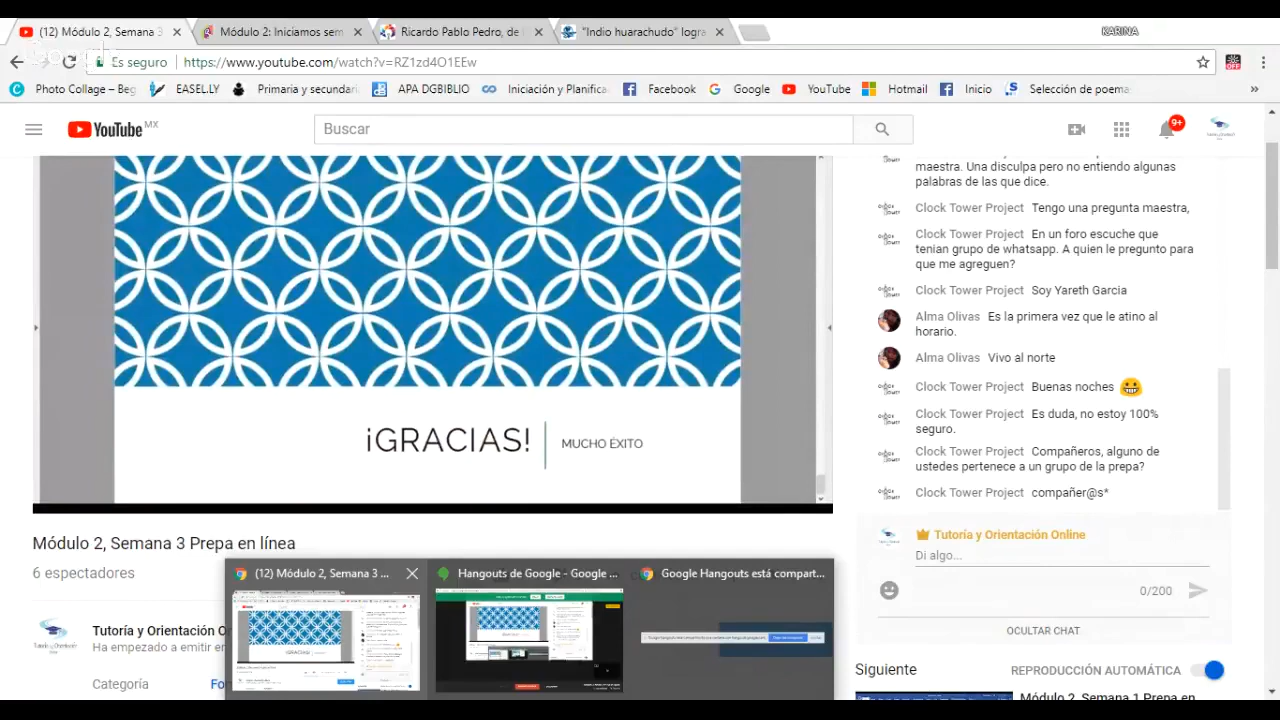 (12) Módulo 2, Semana 3
Módulo 2: Iniciamos sem
Ricardo Pablo Pedro, de
"Indio huarachudo" logra
KARINA
Es seguro
https://www.youtube.com/watch?v=RZ1zd4O1EEw
Photo Collage – Beg
EASEL.LY
Primaria y secundari
APA DGBIBLIO
Iniciación y Planifica
Facebook
Google
YouTube
Hotmail
Inicio
Selección de poema
YouTube MX
Buscar
9+
maestra. Una disculpa pero no entiendo algunas
palabras de las que dice.
Clock Tower Project Tengo una pregunta maestra,
Clock Tower Project En un foro escuche que
tenian grupo de whatsapp. A quien le pregunto para
que me agreguen?
Clock Tower Project Soy Yareth Garcia
Alma Olivas Es la primera vez que le atino al
horario.
Alma Olivas Vivo al norte
Clock Tower Project Buenas noches
Clock Tower Project Es duda, no estoy 100%
seguro.
Clock Tower Project Compañeros, alguno de
ustedes pertenece a un grupo de la prepa?
Clock Tower Project compañer@s*
¡GRACIAS!
MUCHO ÉXITO
Tutoría y Orientación Online
Di algo...
0/200
OCULTAR CHAT
Módulo 2, Semana 3 Prepa en línea
6 espectadores
(12) Módulo 2, Semana 3 ...
Hangouts de Google - Google ...
Google Hangouts está compart...
Tutoría y Orientación O
Ha empezado a emitir en
Categoría
Fo
Siguiente
REPRODUCCIÓN AUTOMÁTICA
Módulo 2, Semana 1 Prepa en